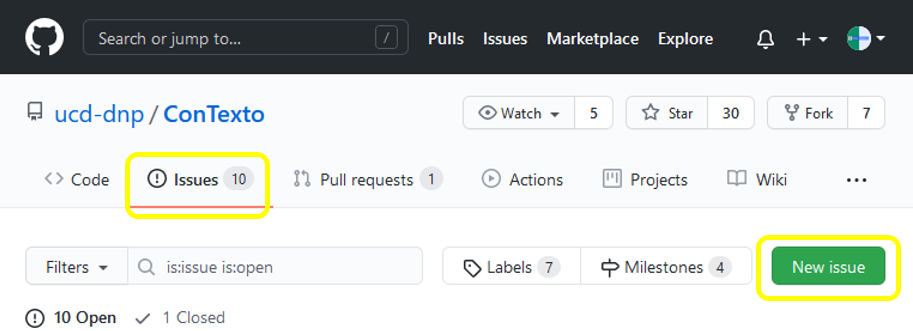 Search or jump to... / Pulls Issues Marketplace Explore +
ucd-dnp / ConTexto Watch 5 Star 30 Fork 7
Code Issues 10 Pull requests 1 Actions Projects Wiki ...
Filters is:issue is:open Labels 7 Milestones 4 New issue
10 Open 1 Closed